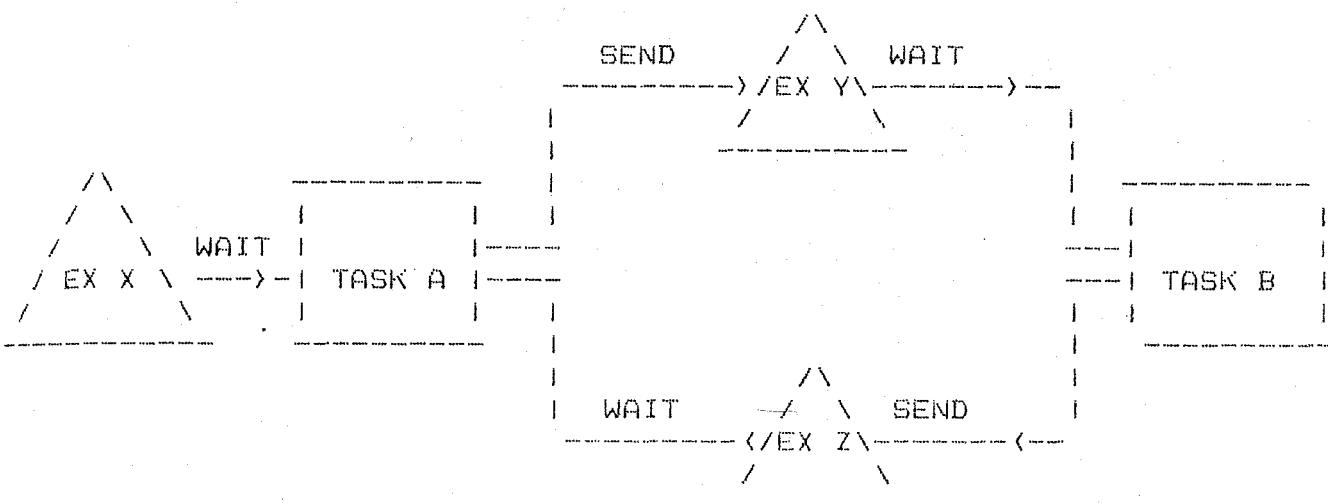 SEND WAIT
EX Y
WAIT
EX X TASK A TASK B
WAIT SEND
EX Z